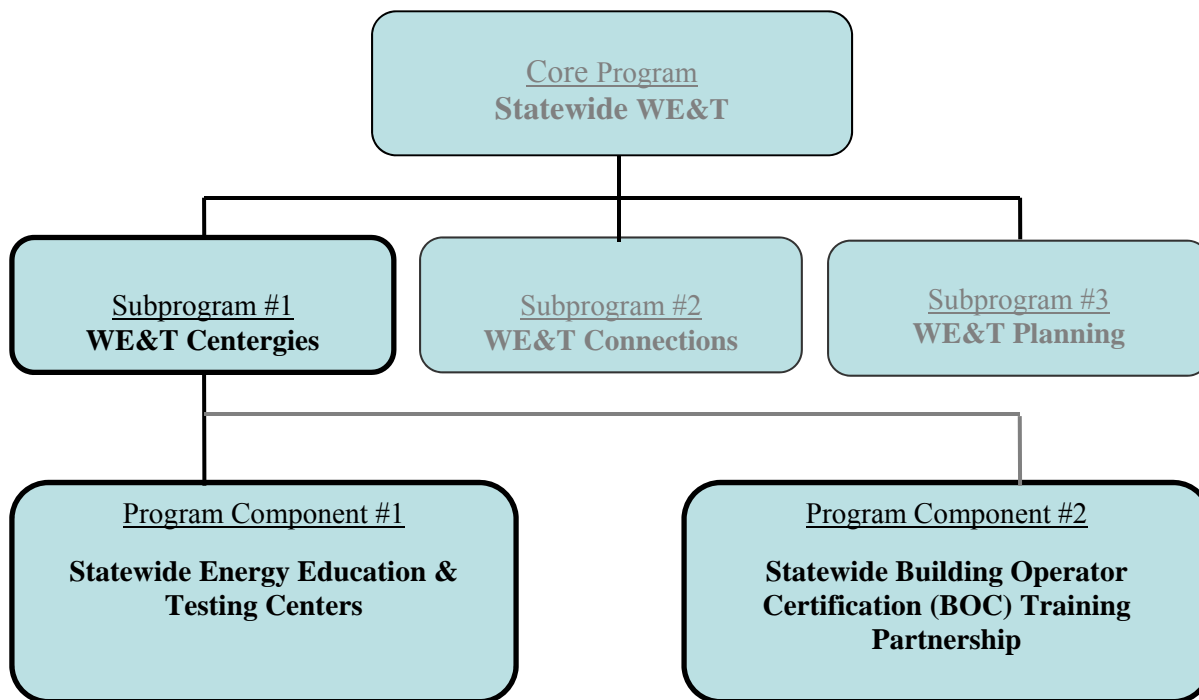 Core Program
Statewide WE&T
Subprogram #1
WE&T Centergies
Subprogram #2
WE&T Connections
Subprogram #3
WE&T Planning
Program Component #1
Statewide Energy Education &
Testing Centers
Program Component #2
Statewide Building Operator
Certification (BOC) Training
Partnership